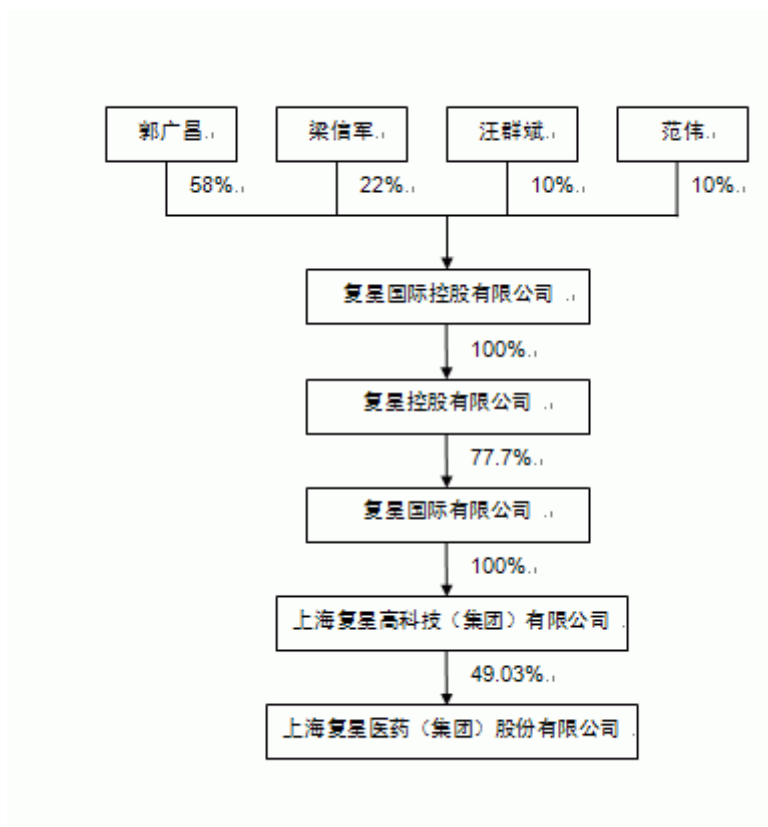 郭广昌
梁信军
汪群斌
范伟
58%
22%
10%
10%
复星国际控股有限公司
100%
复星控股有限公司
77.7%
复星国际有限公司
100%
上海复星高科技（集团）有限公司
49.03%
上海复星医药（集团）股份有限公司